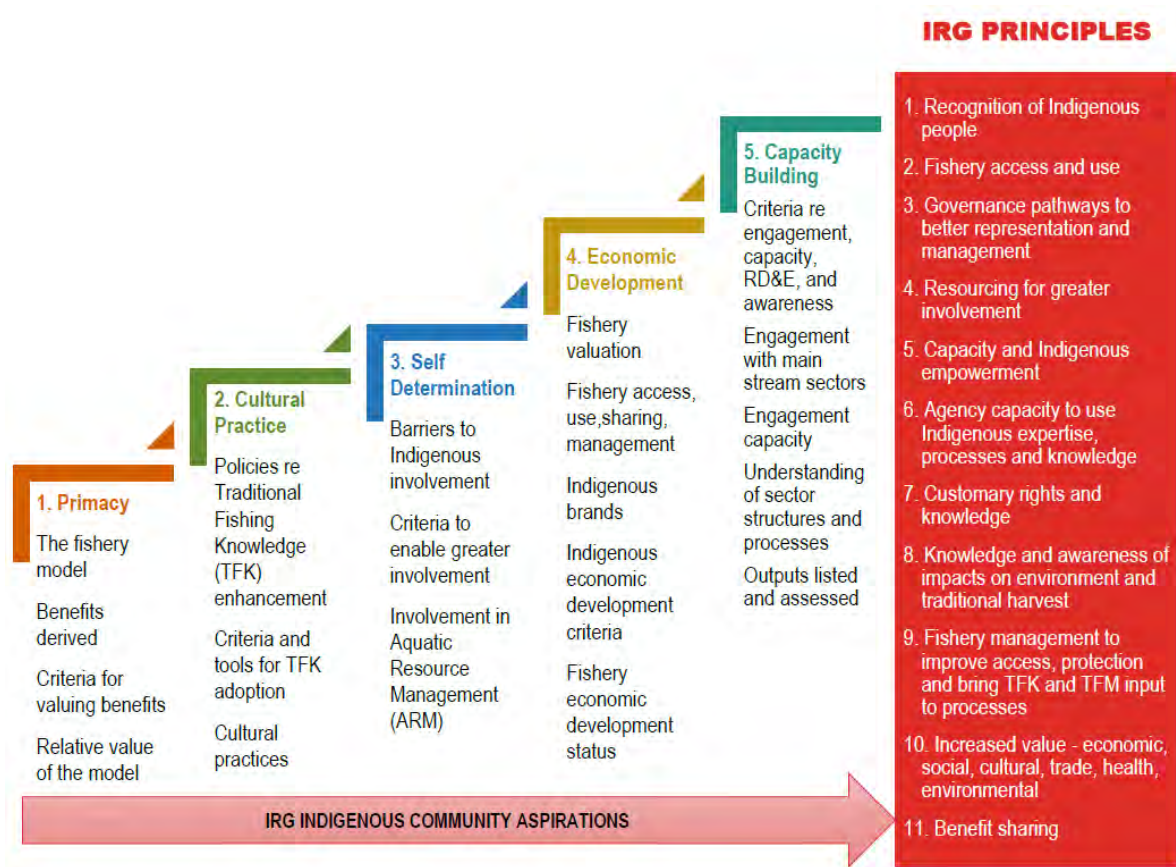 1. Primacy
The fishery
model
Benefits
derived
Criteria for
valuing benefits
Relative value
of the model
2. Cultural
Practice
Policies re
Traditional
Fishing
Knowledge
(TFK)
enhancement
Criteria and
tools for TFK
adoption
Cultural
practices
3. Self
Determination
Barriers to
Indigenous
involvement
Criteria to
enable greater
involvement
Involvement in
Aquatic
Resource
Management
(ARM)
4. Economic
Development
Fishery
valuation
Fishery access,
use,sharing,
management
Indigenous
brands
Indigenous
economic
development
criteria
Fishery
economic
development
status
5. Capacity
Building
Criteria re
engagement,
capacity,
RD&E, and
awareness
Engagement
with main
stream sectors
Engagement
capacity
Understanding
of sector
structures and
processes
Outputs listed
and assessed
IRG INDIGENOUS COMMUNITY ASPIRATIONS
IRG PRINCIPLES
1. Recognition of Indigenous
people
2. Fishery access and use
3. Governance pathways to
better representation and
management
4. Resourcing for greater
involvement
5. Capacity and Indigenous
empowerment
6. Agency capacity to use
Indigenous expertise,
processes and knowledge
7. Customary rights and
knowledge
8. Knowledge and awareness of
impacts on environment and
traditional harvest
9. Fishery management to
improve access, protection
and bring TFK and TFM input
to processes
10. Increased value - economic,
social, cultural, trade, health,
environmental
11. Benefit sharing